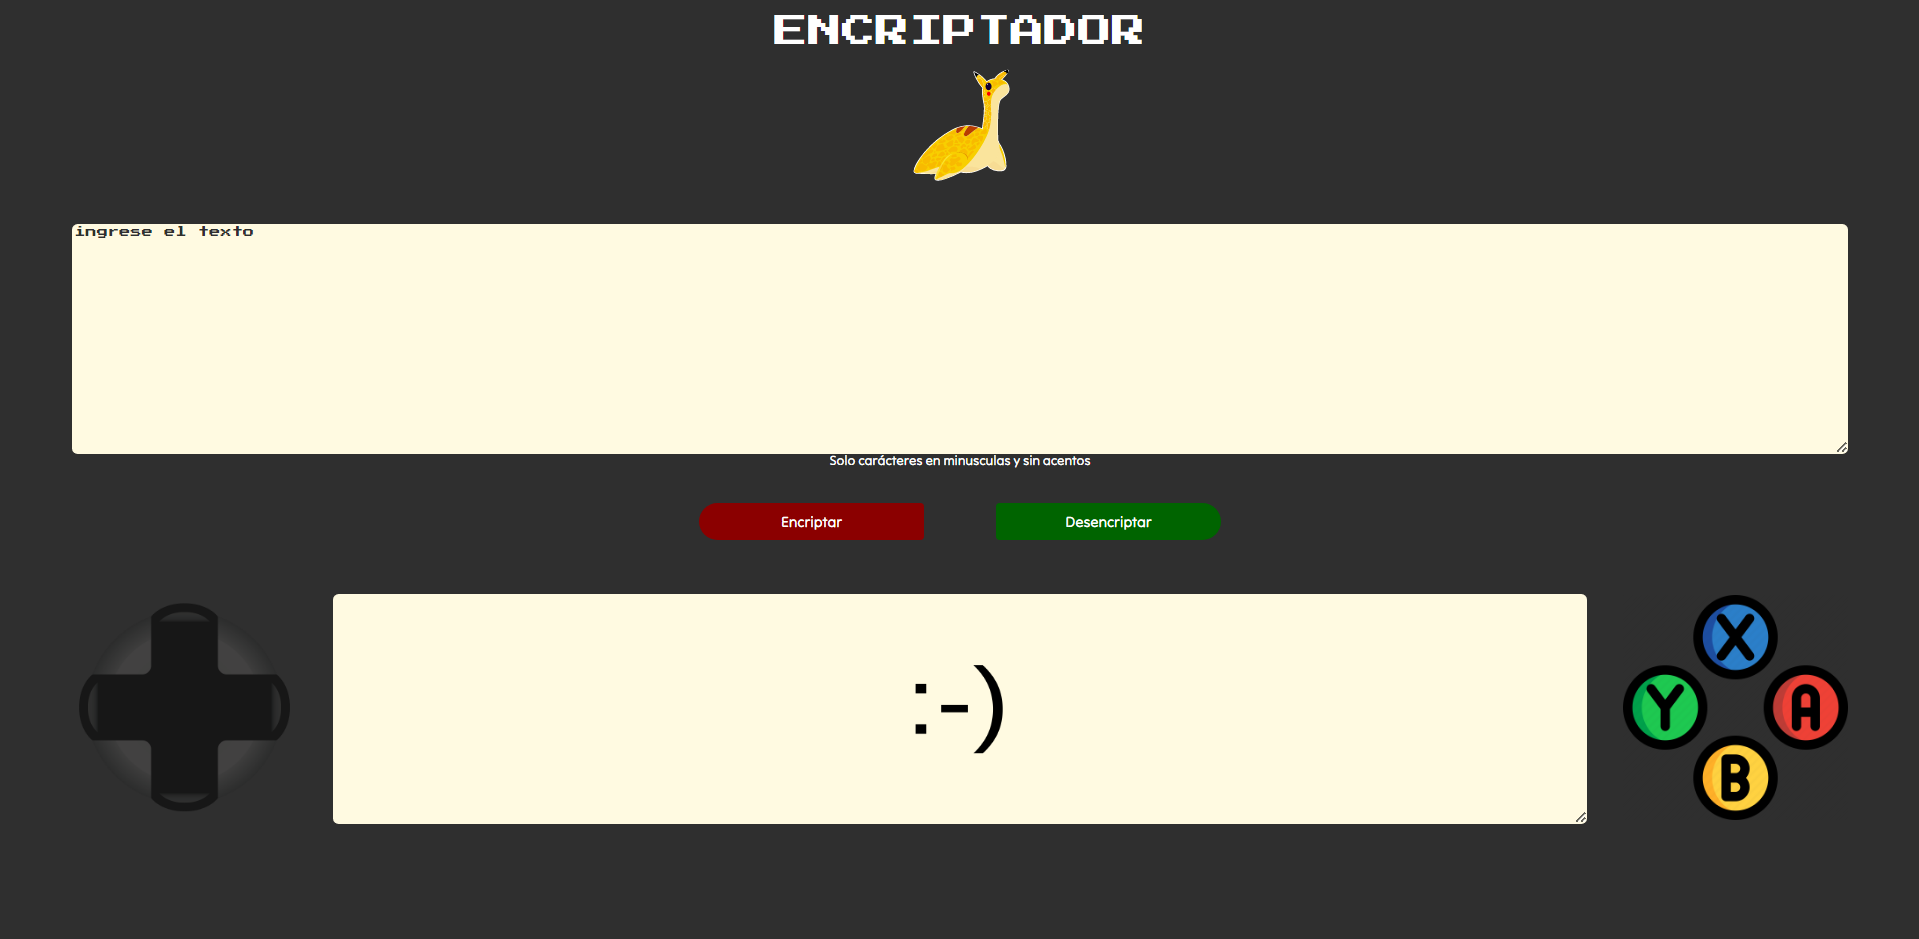 ENCRIPTADOR
ingrese el texto
Solo carácteres en minusculas y sin acentos
Encriptar
Desencriptar
:-)
X
Y
A
B